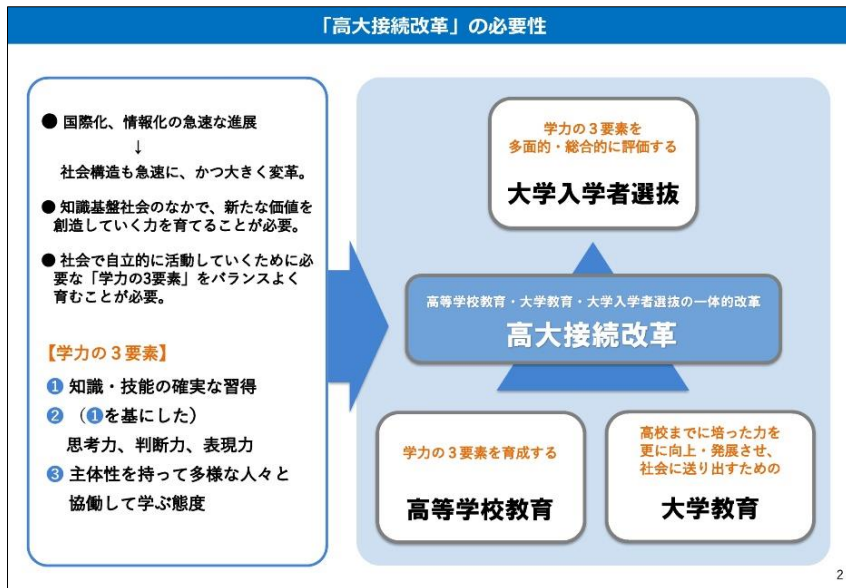 「高大接続改革」の必要性
● 国際化、情報化の急速な進展
↓
社会構造も急速に、かつ大きく変革。
● 知識基盤社会のなかで、新たな価値を
創造していく力を育てることが必要。
● 社会で自立的に活動していくために必
要な「学力の3要素」をバランスよく
育むことが必要。
【学力の３要素】
❶ 知識・技能の確実な習得
❷ （❶を基にした）
思考力、判断力、表現力
❸ 主体性を持って多様な人々と
協働して学ぶ態度
学力の３要素を
多面的・総合的に評価する
大学入学者選抜
高等学校教育・大学教育・大学入学者選抜の一体的改革
高大接続改革
学力の３要素を育成する
高等学校教育
高校までに培った力を
更に向上・発展させ、
社会に送り出すための
大学教育
2